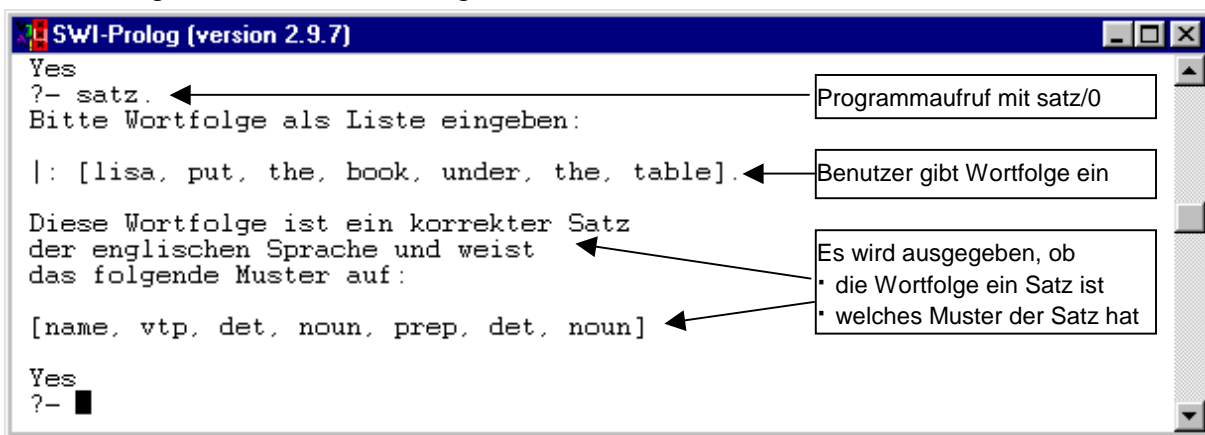 SWI-Prolog (version 2.9.7)
Yes
?- satz.
Programmaufruf mit satz/0
Bitte Wortfolge als Liste eingeben:
|: [lisa, put, the, book, under, the, table].
Benutzer gibt Wortfolge ein
Diese Wortfolge ist ein korrekter Satz
der englischen Sprache und weist
das folgende Muster auf:
Es wird ausgegeben, ob
· die Wortfolge ein Satz ist
· welches Muster der Satz hat
[name, vtp, det, noun, prep, det, noun]
Yes
?-